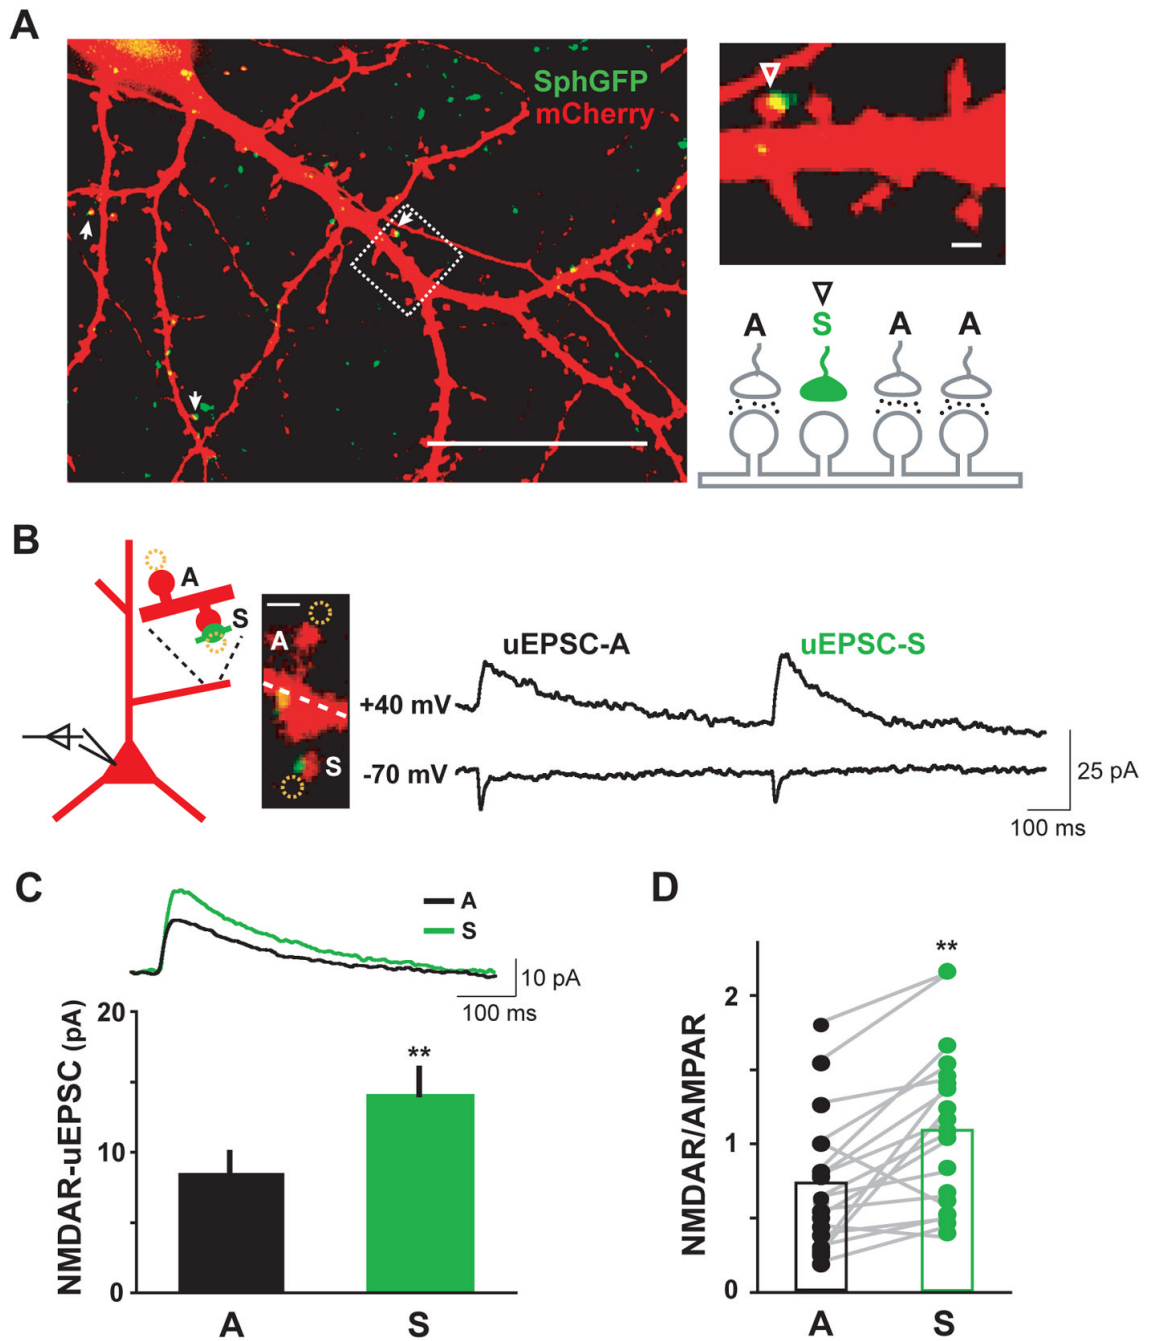 A
SphGFP
mCherry
A S A A
B
A
S
A
S
uEPSC-A uEPSC-S
+40 mV
-70 mV
25 pA
100 ms
C
A
S
10 pA
100 ms
NMDAR-uEPSC (pA)
20
10
0
**
A S
D
NMDAR/AMPAR
2
1
0
**
A S